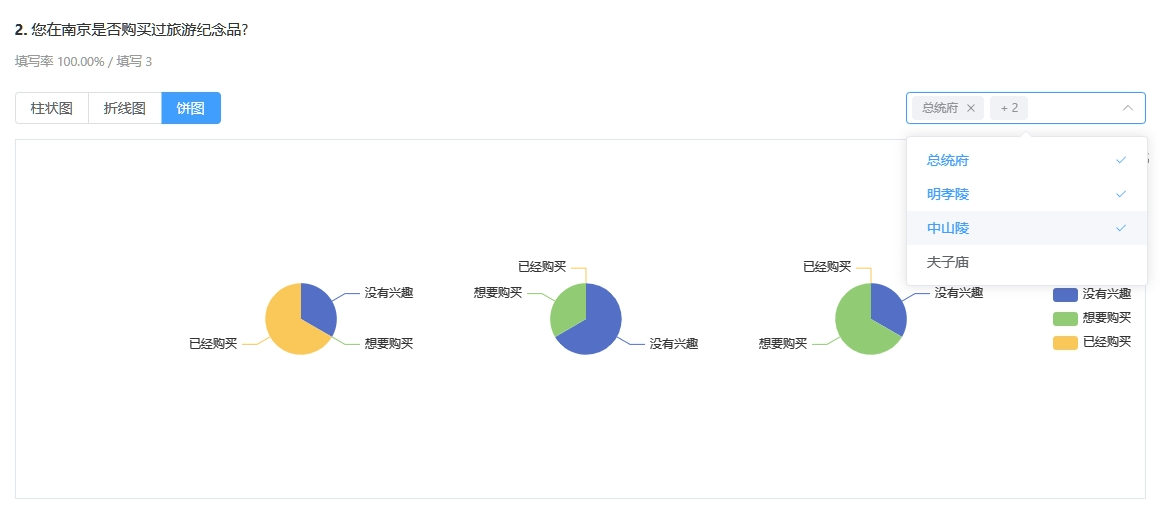 2. 您在南京是否购买过旅游纪念品?
填写率 100.00% / 填写 3
柱状图 折线图 饼图
总统府 × + 2
总统府
明孝陵
中山陵
夫子庙
已经购买 已经购买
没有兴趣 想要购买 没有兴趣 没有兴趣
想要购买
已经购买 想要购买 没有兴趣 想要购买 已经购买